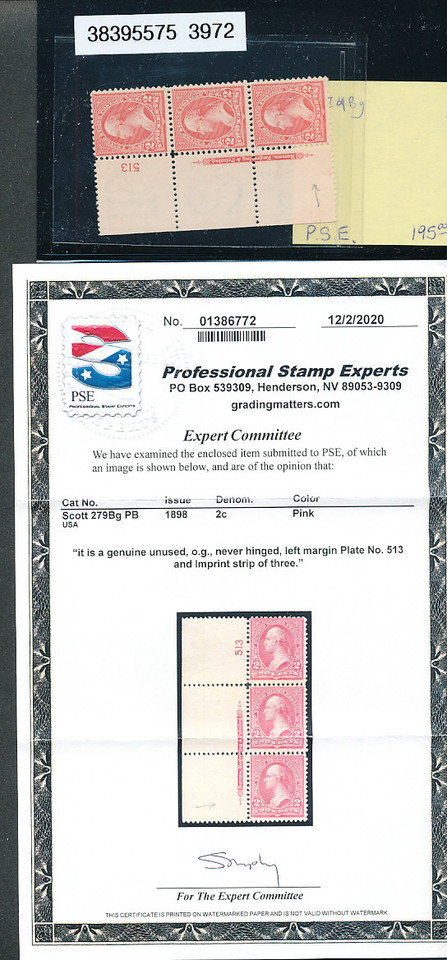 38395575 3972
513
Bureau, Engraving & Printing
P.S.E.
195⁰⁰
No. 01386772
12/2/2020
PSE
PROFESSIONAL STAMP EXPERTS
Professional Stamp Experts
PO Box 539309, Henderson, NV 89053-9309
gradingmatters.com
Expert Committee
We have examined the enclosed item submitted to PSE, of which
an image is shown below, and are of the opinion that:
Cat No. Issue Denom. Color
Scott 279Bg PB 1898 2c Pink
USA
"it is a genuine unused, o.g., never hinged, left margin Plate No. 513
and Imprint strip of three."
513
For The Expert Committee
THIS CERTIFICATE IS PRINTED ON WATERMARKED PAPER AND IS NOT VALID WITHOUT WATERMARK